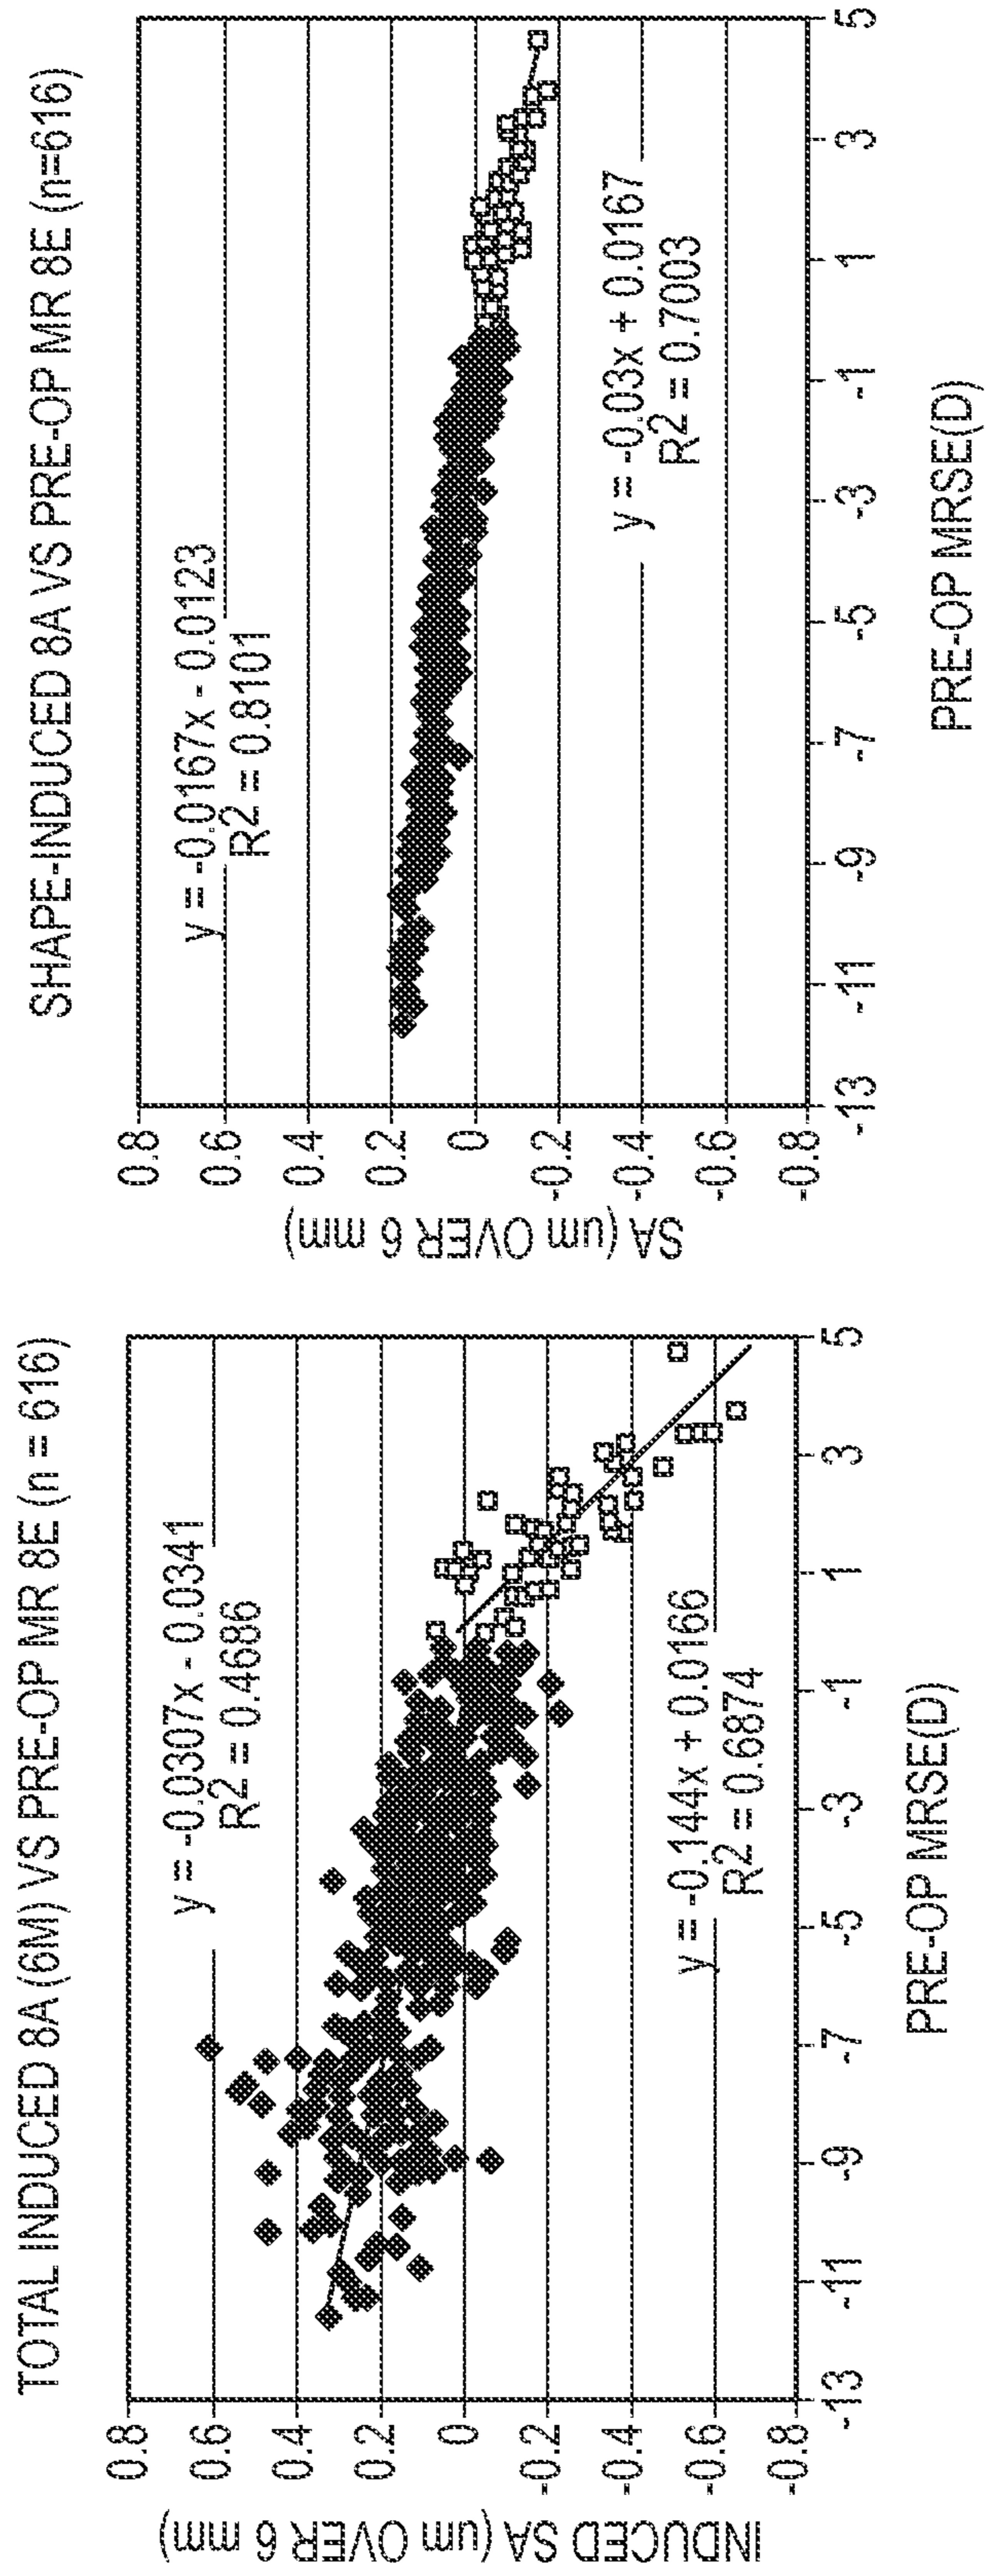 TOTAL INDUCED 8A (6M) VS PRE-OP MR 8E (n = 616)
INDUCED SA (um OVER 6 mm)
0.8
0.6
0.4
0.2
0
-0.2
-0.4
-0.6
-0.8
y = -0.0307x - 0.0341
R2 = 0.4686
y = -0.144x + 0.0166
R2 = 0.6874
-13 -11 -9 -7 -5 -3 -1 1 3 5
PRE-OP MRSE(D)
SHAPE-INDUCED 8A VS PRE-OP MR 8E (n=616)
SA (um OVER 6 mm)
0.8
0.6
0.4
0.2
0
-0.2
-0.4
-0.6
-0.8
y = -0.0167x - 0.0123
R2 = 0.8101
y = -0.03x + 0.0167
R2 = 0.7003
-13 -11 -9 -7 -5 -3 -1 1 3 5
PRE-OP MRSE(D)